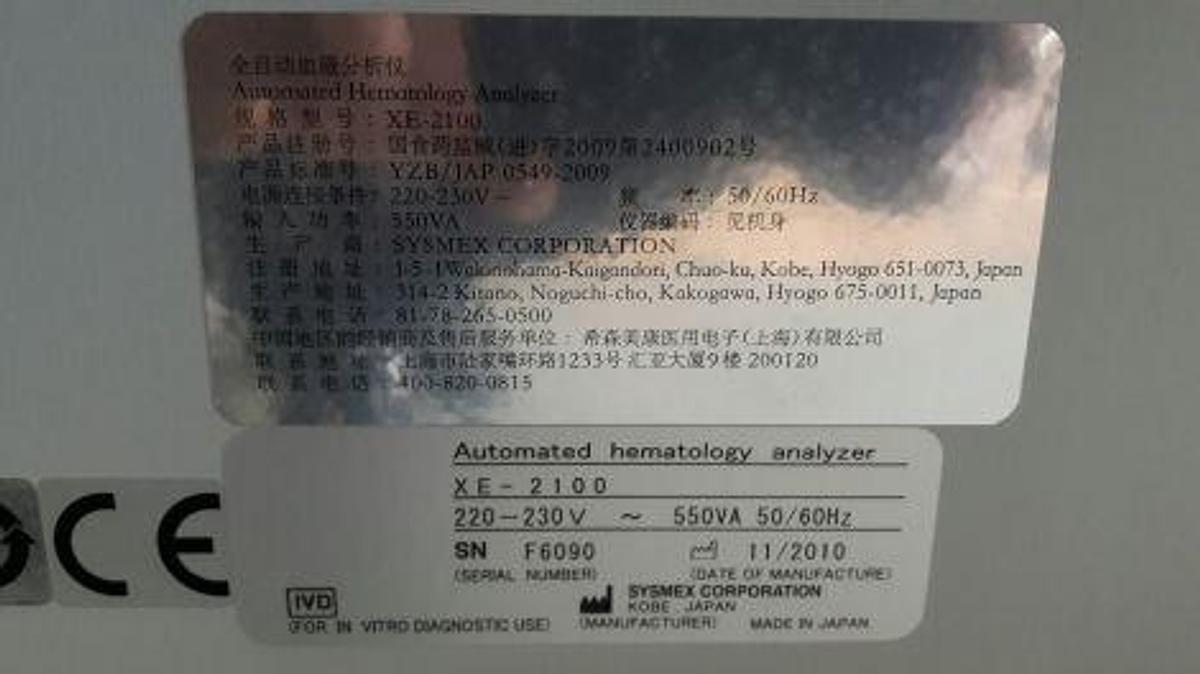 全自动血液分析仪
Automated Hematology Analyzer
规 格 型 号 : XE-2100
产品注册号 : 国食药监械(进)字2009第2400902号
产品标准号 : YZB/JAP 0549-2009
电源连接条件 : 220-230V~ 频 率 : 50/60Hz
输 入 功 率 : 550VA 仪器编码 : 见机身
生 产 商 : SYSMEX CORPORATION
注 册 地 址 : 1-5-1 Wakinohama-Kaigandori, Chuo-ku, Kobe, Hyogo 651-0073, Japan
生 产 地 址 : 314-2 Kitano, Noguchi-cho, Kakogawa, Hyogo 675-0011, Japan
联 系 电 话 : 81-78-265-0500
中国地区的经销商及售后服务单位 : 希森美康医用电子(上海)有限公司
联 系 地 址 : 上海市陆家嘴环路1233号 汇亚大厦9楼 200120
联 系 电 话 : 400-820-0815
Automated hematology analyzer
XE-2100
220-230V ~ 550VA 50/60Hz
SN F6090 11/2010
(SERIAL NUMBER) (DATE OF MANUFACTURE)
CE
SYSMEX CORPORATION
KOBE, JAPAN
IVD
(FOR IN VITRO DIAGNOSTIC USE) (MANUFACTURER) MADE IN JAPAN